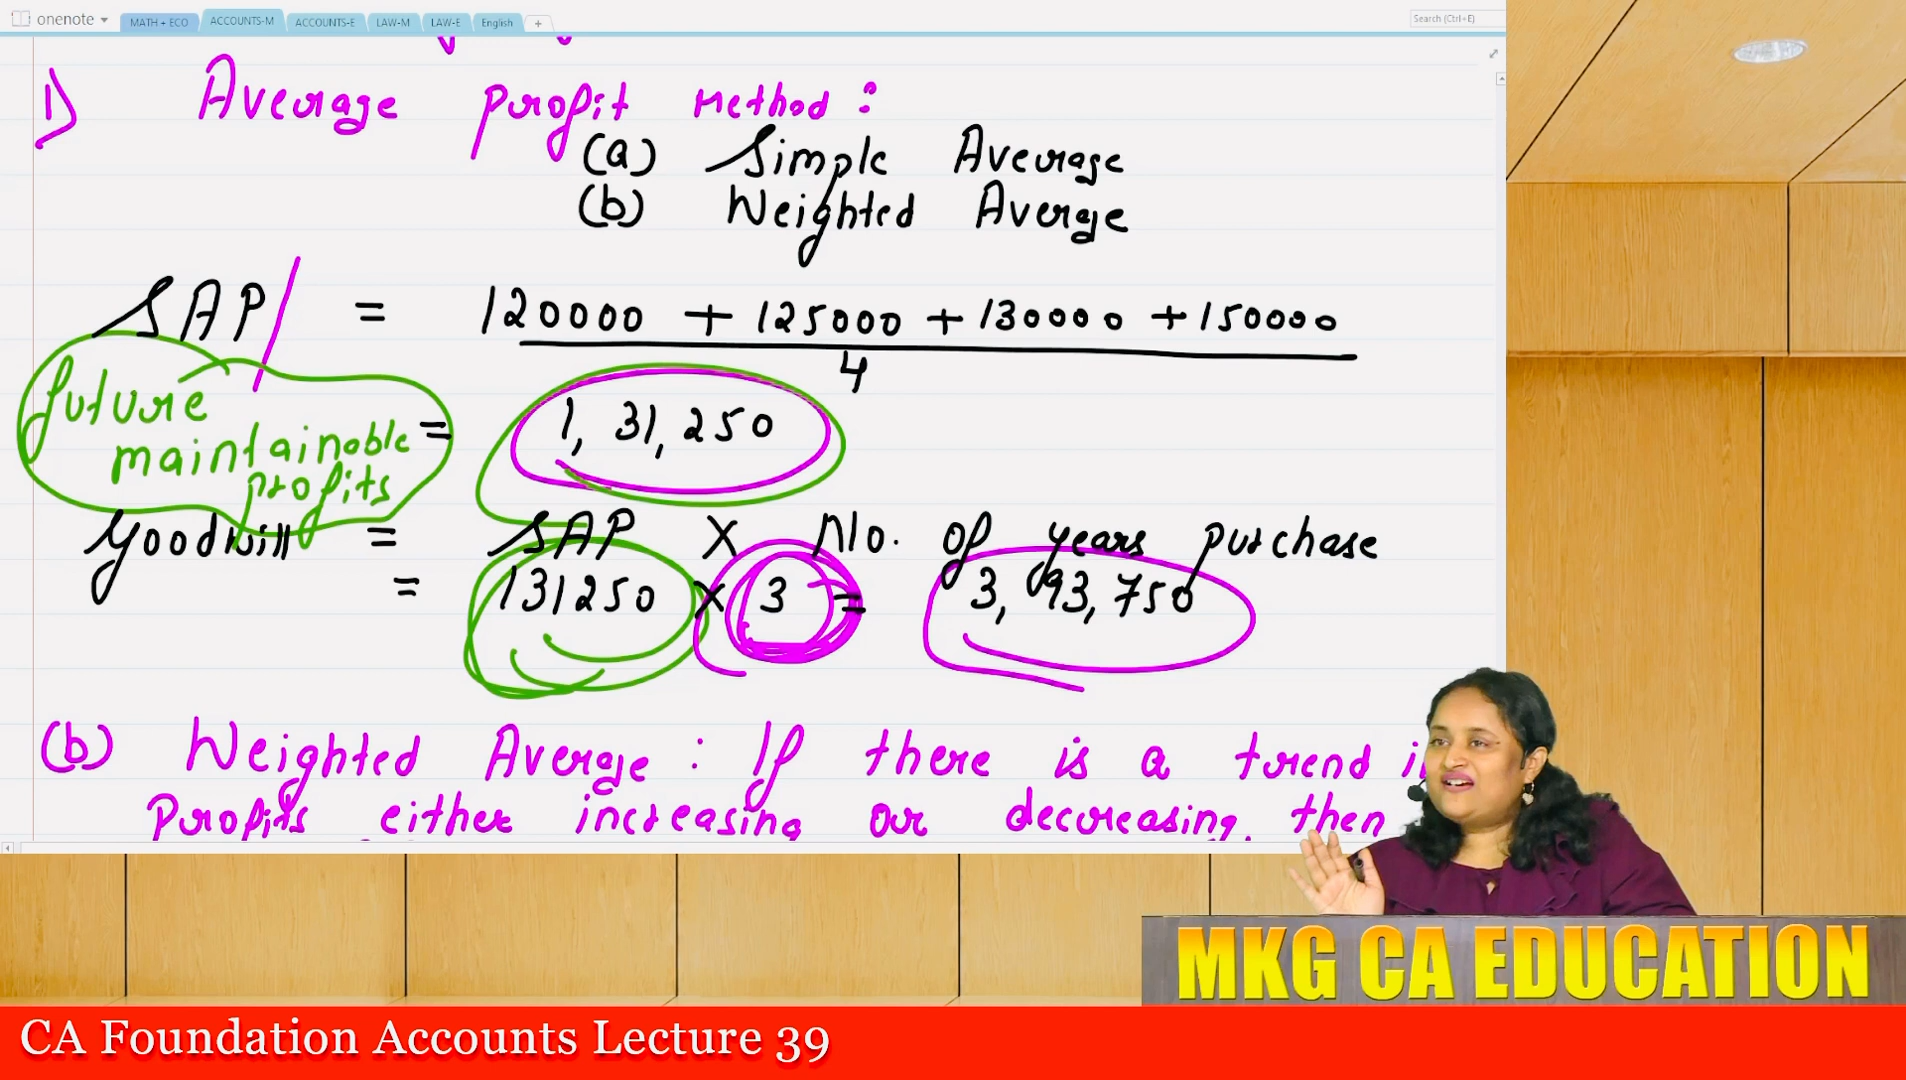 onenote
MATH + ECO ACCOUNTS-M ACCOUNTS-E LAW-M LAW-E English +
Search (Ctrl+E)
1) Average profit Method :
(a) Simple Average
(b) Weighted Averge
SAP = 120000 + 125000 + 130000 + 150000
4
future maintainable profits = 1, 31, 250
Goodwill = SAP X No. of years purchase
= 131250 X 3 = 3, 93, 750
(b) Weighted Averge : If there is a trend i
Profits either increasing or decreasing, then
MKG CA EDUCATION
CA Foundation Accounts Lecture 39